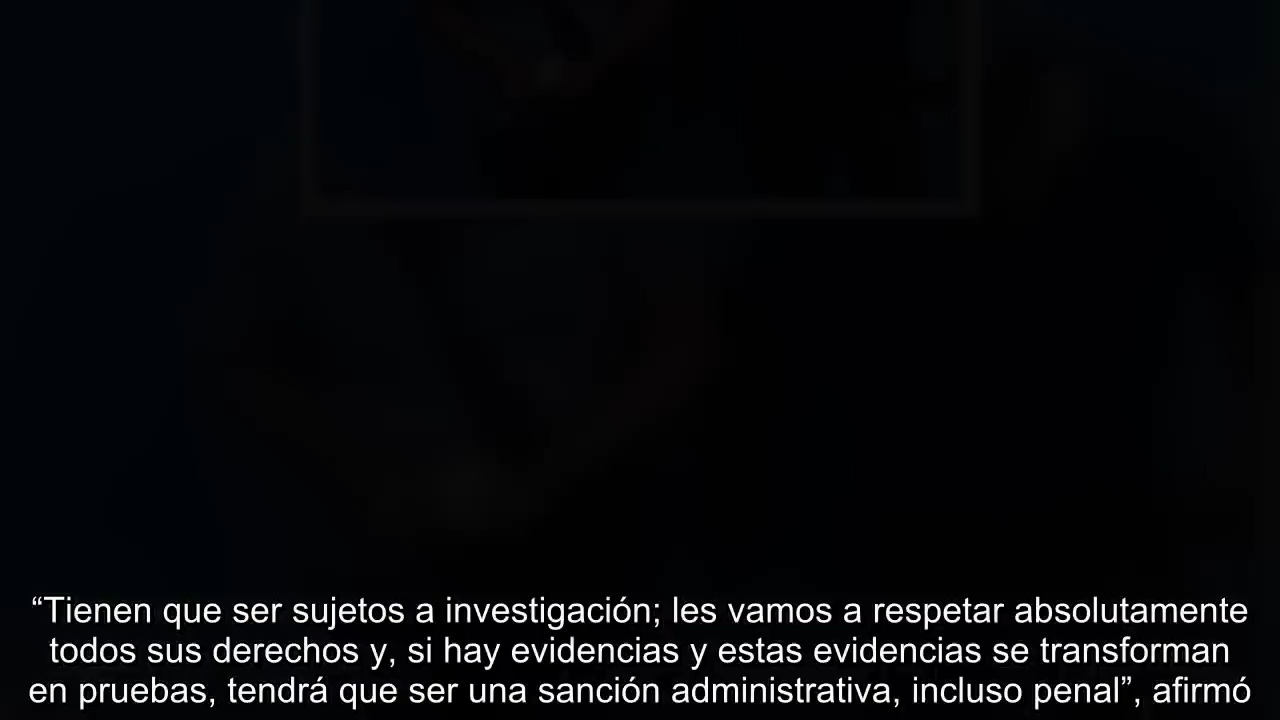 “Tienen que ser sujetos a investigación; les vamos a respetar absolutamente
todos sus derechos y, si hay evidencias y estas evidencias se transforman
en pruebas, tendrá que ser una sanción administrativa, incluso penal”, afirmó